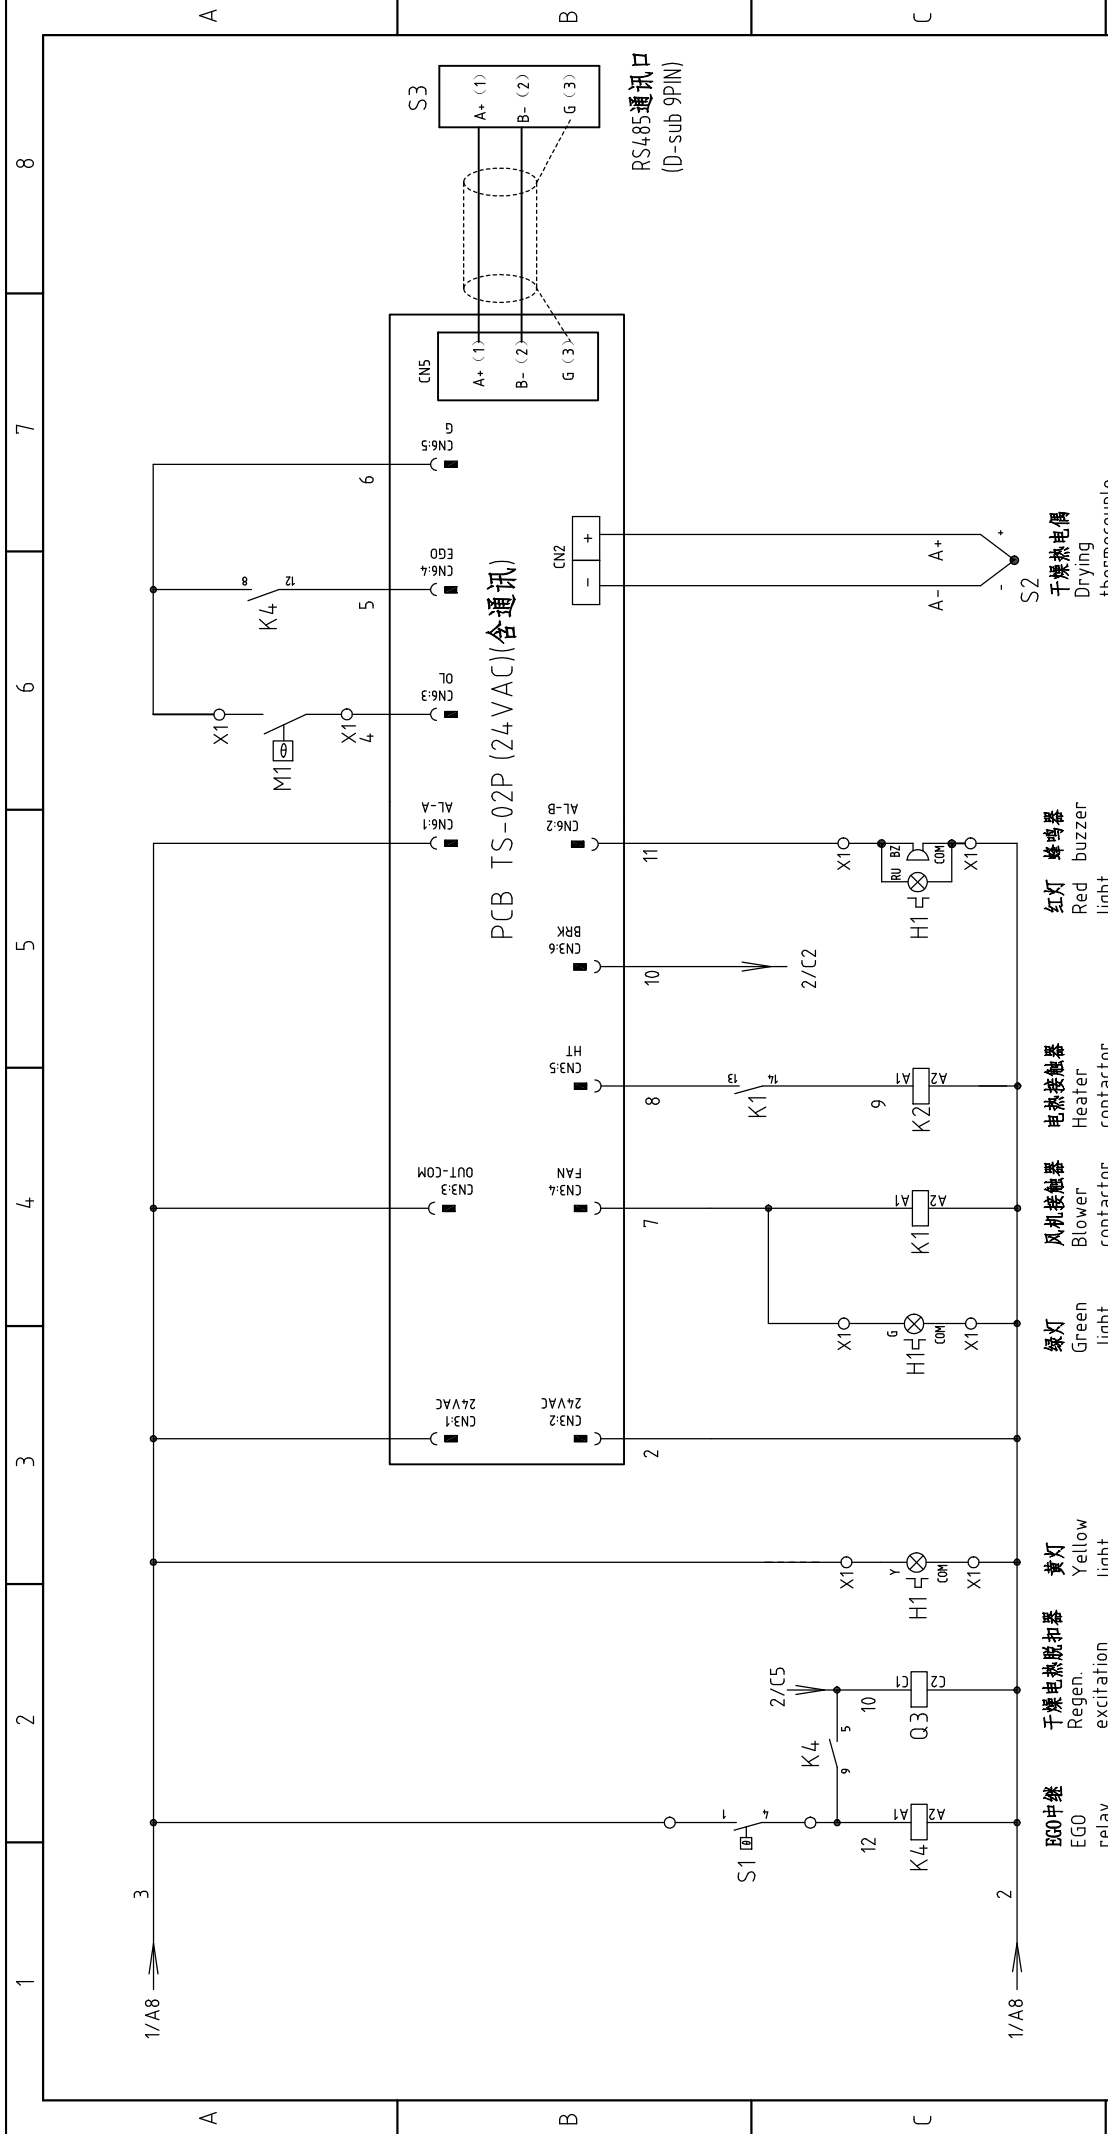 1
2
3
4
5
6
7
8
A
B
C
A
B
C
1/A8
3
1/A8
2
S1
1
4
12
K4
A1
A2
EGO中继
EGO
relay
K4
9
5
2/C5
10
Q3
C1
C2
干燥电热脱扣器
Regen.
excitation
X1
Y
H1
COM
X1
黄灯
Yellow
light
CN3:1
24VAC
CN3:2
24VAC
2
X1
G
H1
COM
X1
绿灯
Green
light
CN3:3
OUT-COM
CN3:4
FAN
7
K1
A1
A2
风机接触器
Blower
contactor
CN3:5
HT
8
K1
13
14
9
K2
A1
A2
电热接触器
Heater
contactor
CN3:6
BRK
10
2/C2
CN6:1
AL-A
CN6:2
AL-B
11
X1
RU
BZ
H1
COM
X1
红灯
Red
light
蜂鸣器
buzzer
PCB TS-02P (24VAC)(含通讯)
X1
M1
θ
X1
4
CN6:3
OL
K4
8
12
5
CN6:4
EGO
6
CN6:5
G
CN2
-
+
A-
A+
-
+
S2
干燥热电偶
Drying
thermocouple
CN5
A+ (1)
B- (2)
G (3)
S3
A+ (1)
B- (2)
G (3)
RS485通讯口
(D-sub 9PIN)